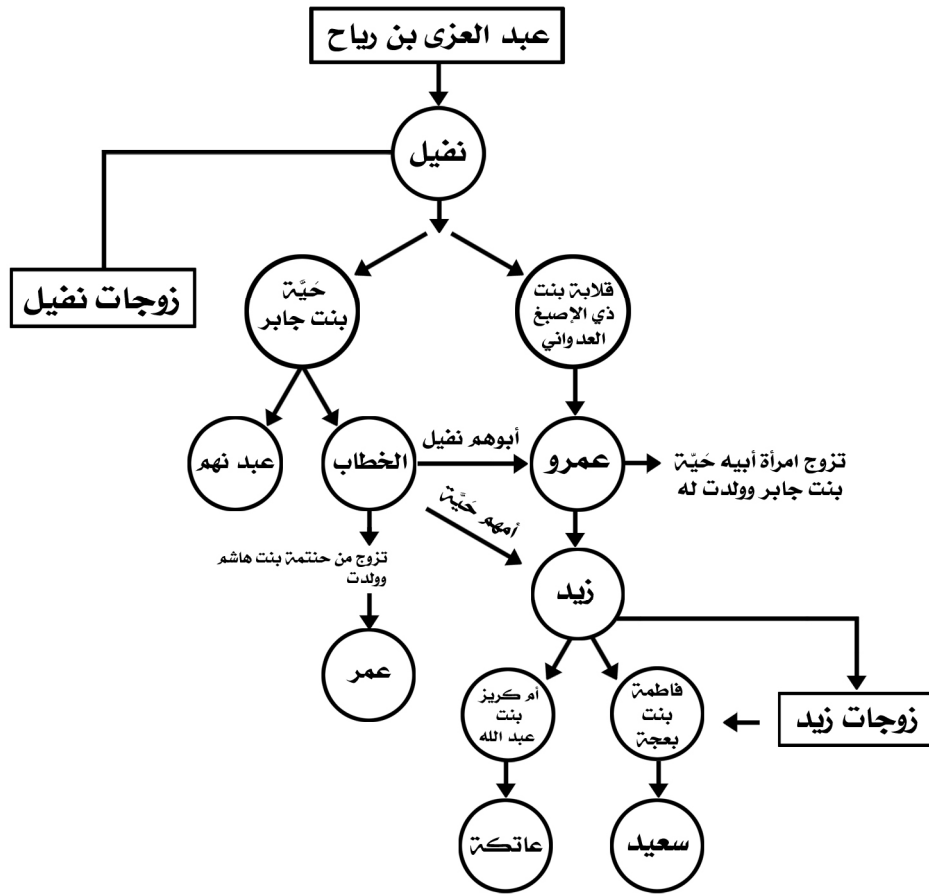 عبد العزى بن رياح
نفيل
زوجات نفيل
قلابة بنت
ذي الإصبغ
العدواني
حَيَّة
بنت جابر
عمرو
أبوهم نفيل
الخطاب
عبد نهم
تزوج امرأة أبيه حَيّة
بنت جابر وولدت له
أمهم حَيَّة
تزوج من حنتمة بنت هاشم
وولدت
زيد
عمر
زوجات زيد
فاطمة
بنت
بعجة
أم كريز
بنت
عبد الله
سعيد
عاتكة